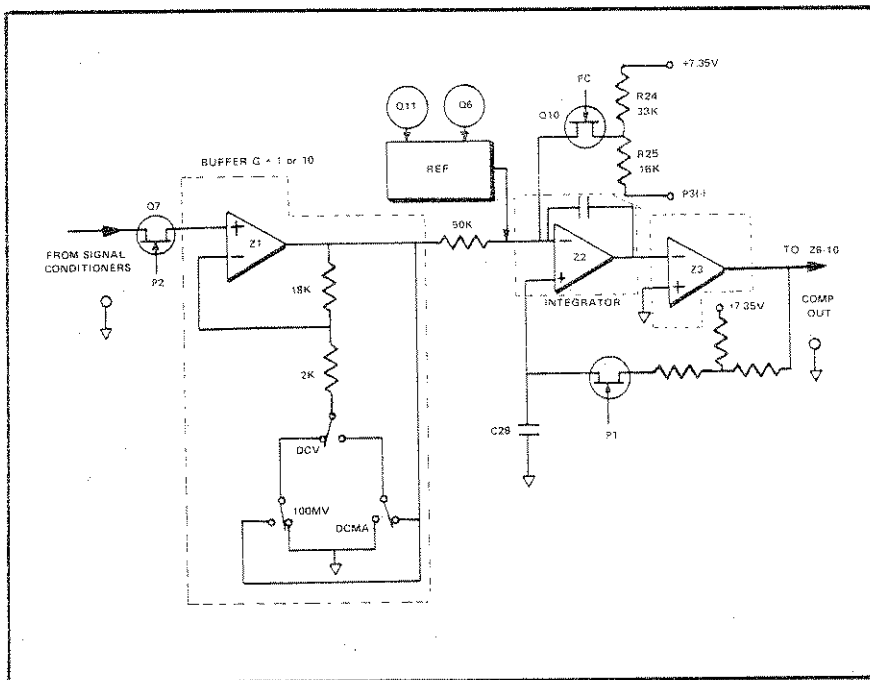 +7.35V
PC
Q11
Q6
Q10
R24
33K
BUFFER G = 1 or 10
REF
R25
16K
Q7
50K
+
Z1
−
−
Z2
+
−
Z3
+
TO Z6-10
FROM SIGNAL
CONDITIONERS
P2
18K
INTEGRATOR
COMP
OUT
+7.35V
2K
P1
C28
DCV
100MV
DCMA